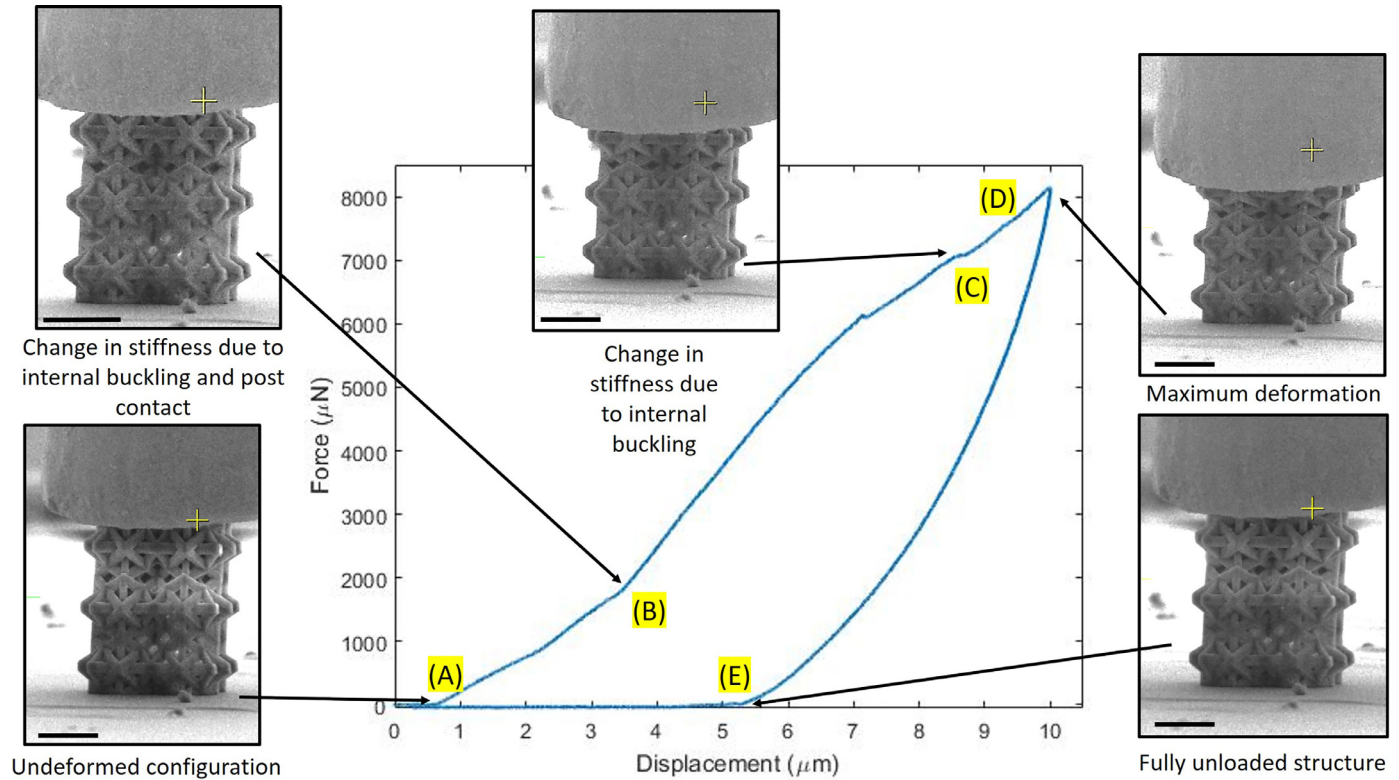 Change in stiffness due to
internal buckling and post
contact
Undeformed configuration
Change in
stiffness due
to internal
buckling
Maximum deformation
Fully unloaded structure
(A)
(B)
(C)
(D)
(E)
Force (μN)
8000
7000
6000
5000
4000
3000
2000
1000
0
0 1 2 3 4 5 6 7 8 9 10
Displacement (μm)